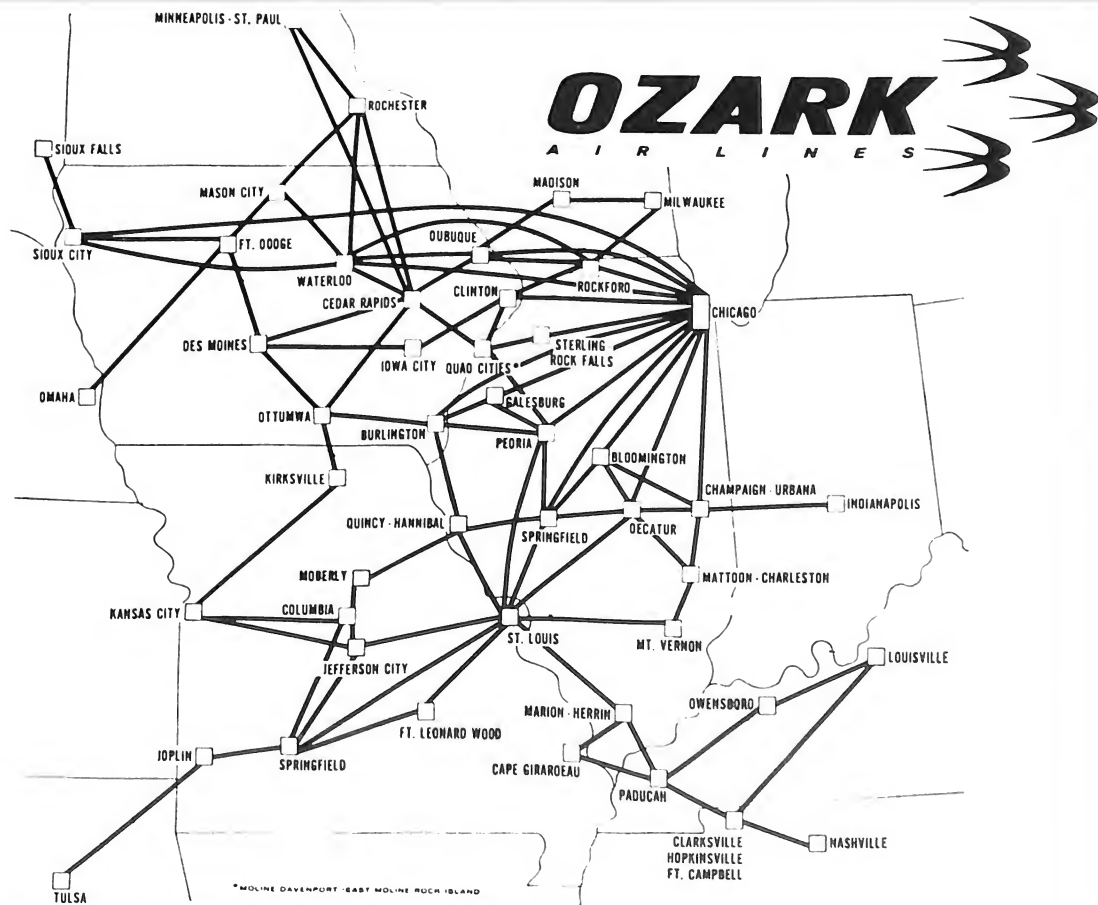 MINNEAPOLIS - ST. PAUL
OZARK
AIR LINES
ROCHESTER
SIOUX FALLS
MASON CITY
MADISON
MILWAUKEE
SIOUX CITY
FT. DODGE
DUBUQUE
WATERLOO
CEDAR RAPIDS
CLINTON
ROCKFORD
CHICAGO
DES MOINES
IOWA CITY
QUAD CITIES*
STERLING
ROCK FALLS
OMAHA
GALESBURG
OTTUMWA
BURLINGTON
PEORIA
BLOOMINGTON
KIRKSVILLE
CHAMPAIGN - URBANA
INDIANAPOLIS
QUINCY - HANNIBAL
SPRINGFIELD
DECATUR
MOBERLY
MATTOON - CHARLESTON
KANSAS CITY
COLUMBIA
ST. LOUIS
MT. VERNON
JEFFERSON CITY
LOUISVILLE
OWENSBORO
MARION - HERRIN
FT. LEONARD WOOD
JOPLIN
SPRINGFIELD
CAPE GIRARDEAU
PADUCAH
CLARKSVILLE
HOPKINSVILLE
FT. CAMPBELL
NASHVILLE
TULSA
*MOLINE DAVENPORT - EAST MOLINE ROCK ISLAND